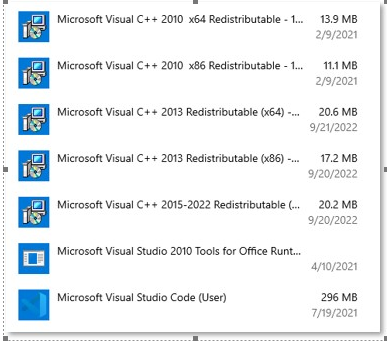 Microsoft Visual C++ 2010  x64 Redistributable - 1...
13.9 MB
2/9/2021
Microsoft Visual C++ 2010  x86 Redistributable - 1...
11.1 MB
2/9/2021
Microsoft Visual C++ 2013 Redistributable (x64) -...
20.6 MB
9/21/2022
Microsoft Visual C++ 2013 Redistributable (x86) -...
17.2 MB
9/20/2022
Microsoft Visual C++ 2015-2022 Redistributable (...
20.2 MB
9/20/2022
Microsoft Visual Studio 2010 Tools for Office Runt...
4/10/2021
Microsoft Visual Studio Code (User)
296 MB
7/19/2021